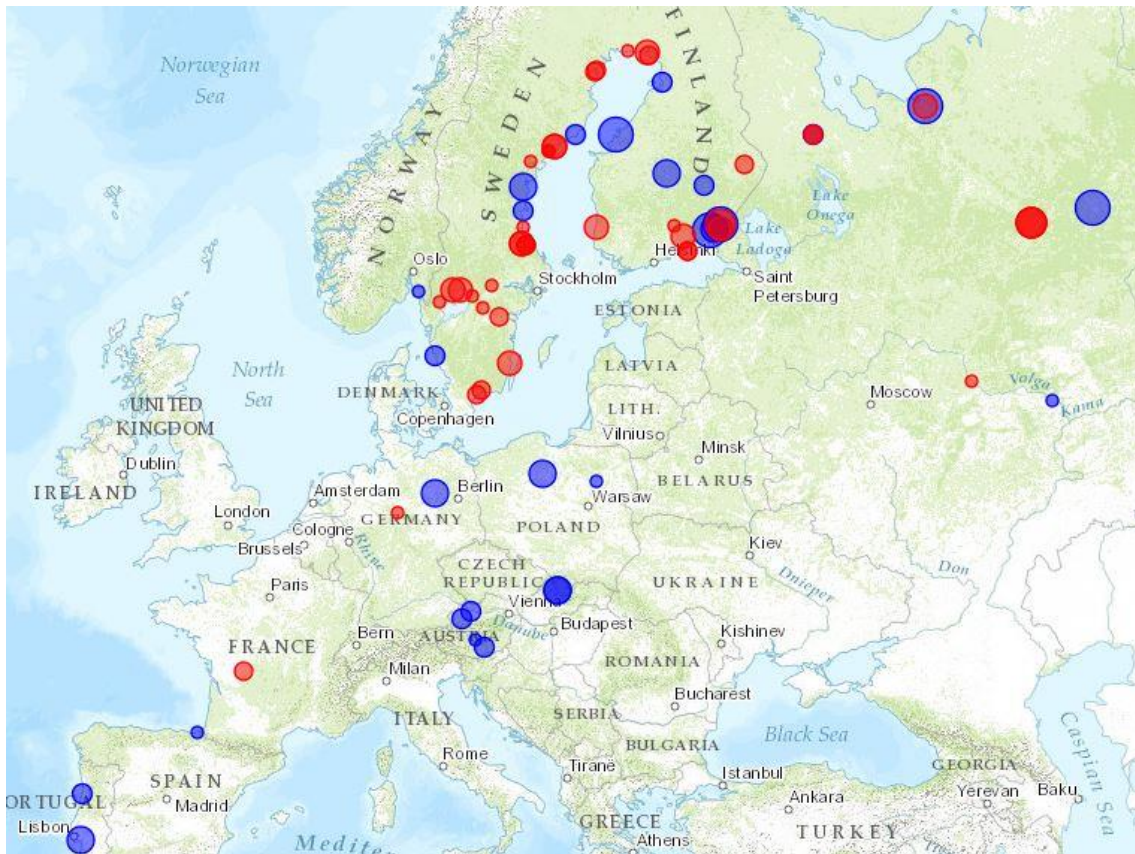 Norwegian
Sea
FINLAND
SWEDEN
NORWAY
Lake
Onega
Lake
Ladoga
Helsinki
Oslo
Stockholm
Saint
Petersburg
ESTONIA
North
Sea
LATVIA
DENMARK
Moscow
Volga
Kama
UNITED
KINGDOM
Copenhagen
LITH.
Vilnius
Minsk
Dublin
IRELAND
Amsterdam
Berlin
BELARUS
Warsaw
London
GERMANY
POLAND
Cologne
Brussels
Rhine
Kiev
Don
CZECH
REPUBLIC
UKRAINE
Dnieper
Paris
Vienna
Danube
Budapest
Bern
AUSTRIA
Kishinev
FRANCE
Milan
ROMANIA
Bucharest
ITALY
SERBIA
Black Sea
Caspian Sea
BULGARIA
Rome
GEORGIA
SPAIN
Tirane
Istanbul
Baku
ORTUGAL
Madrid
Ankara
Yerevan
Lisbon
GREECE
TURKEY
Medite
Athens